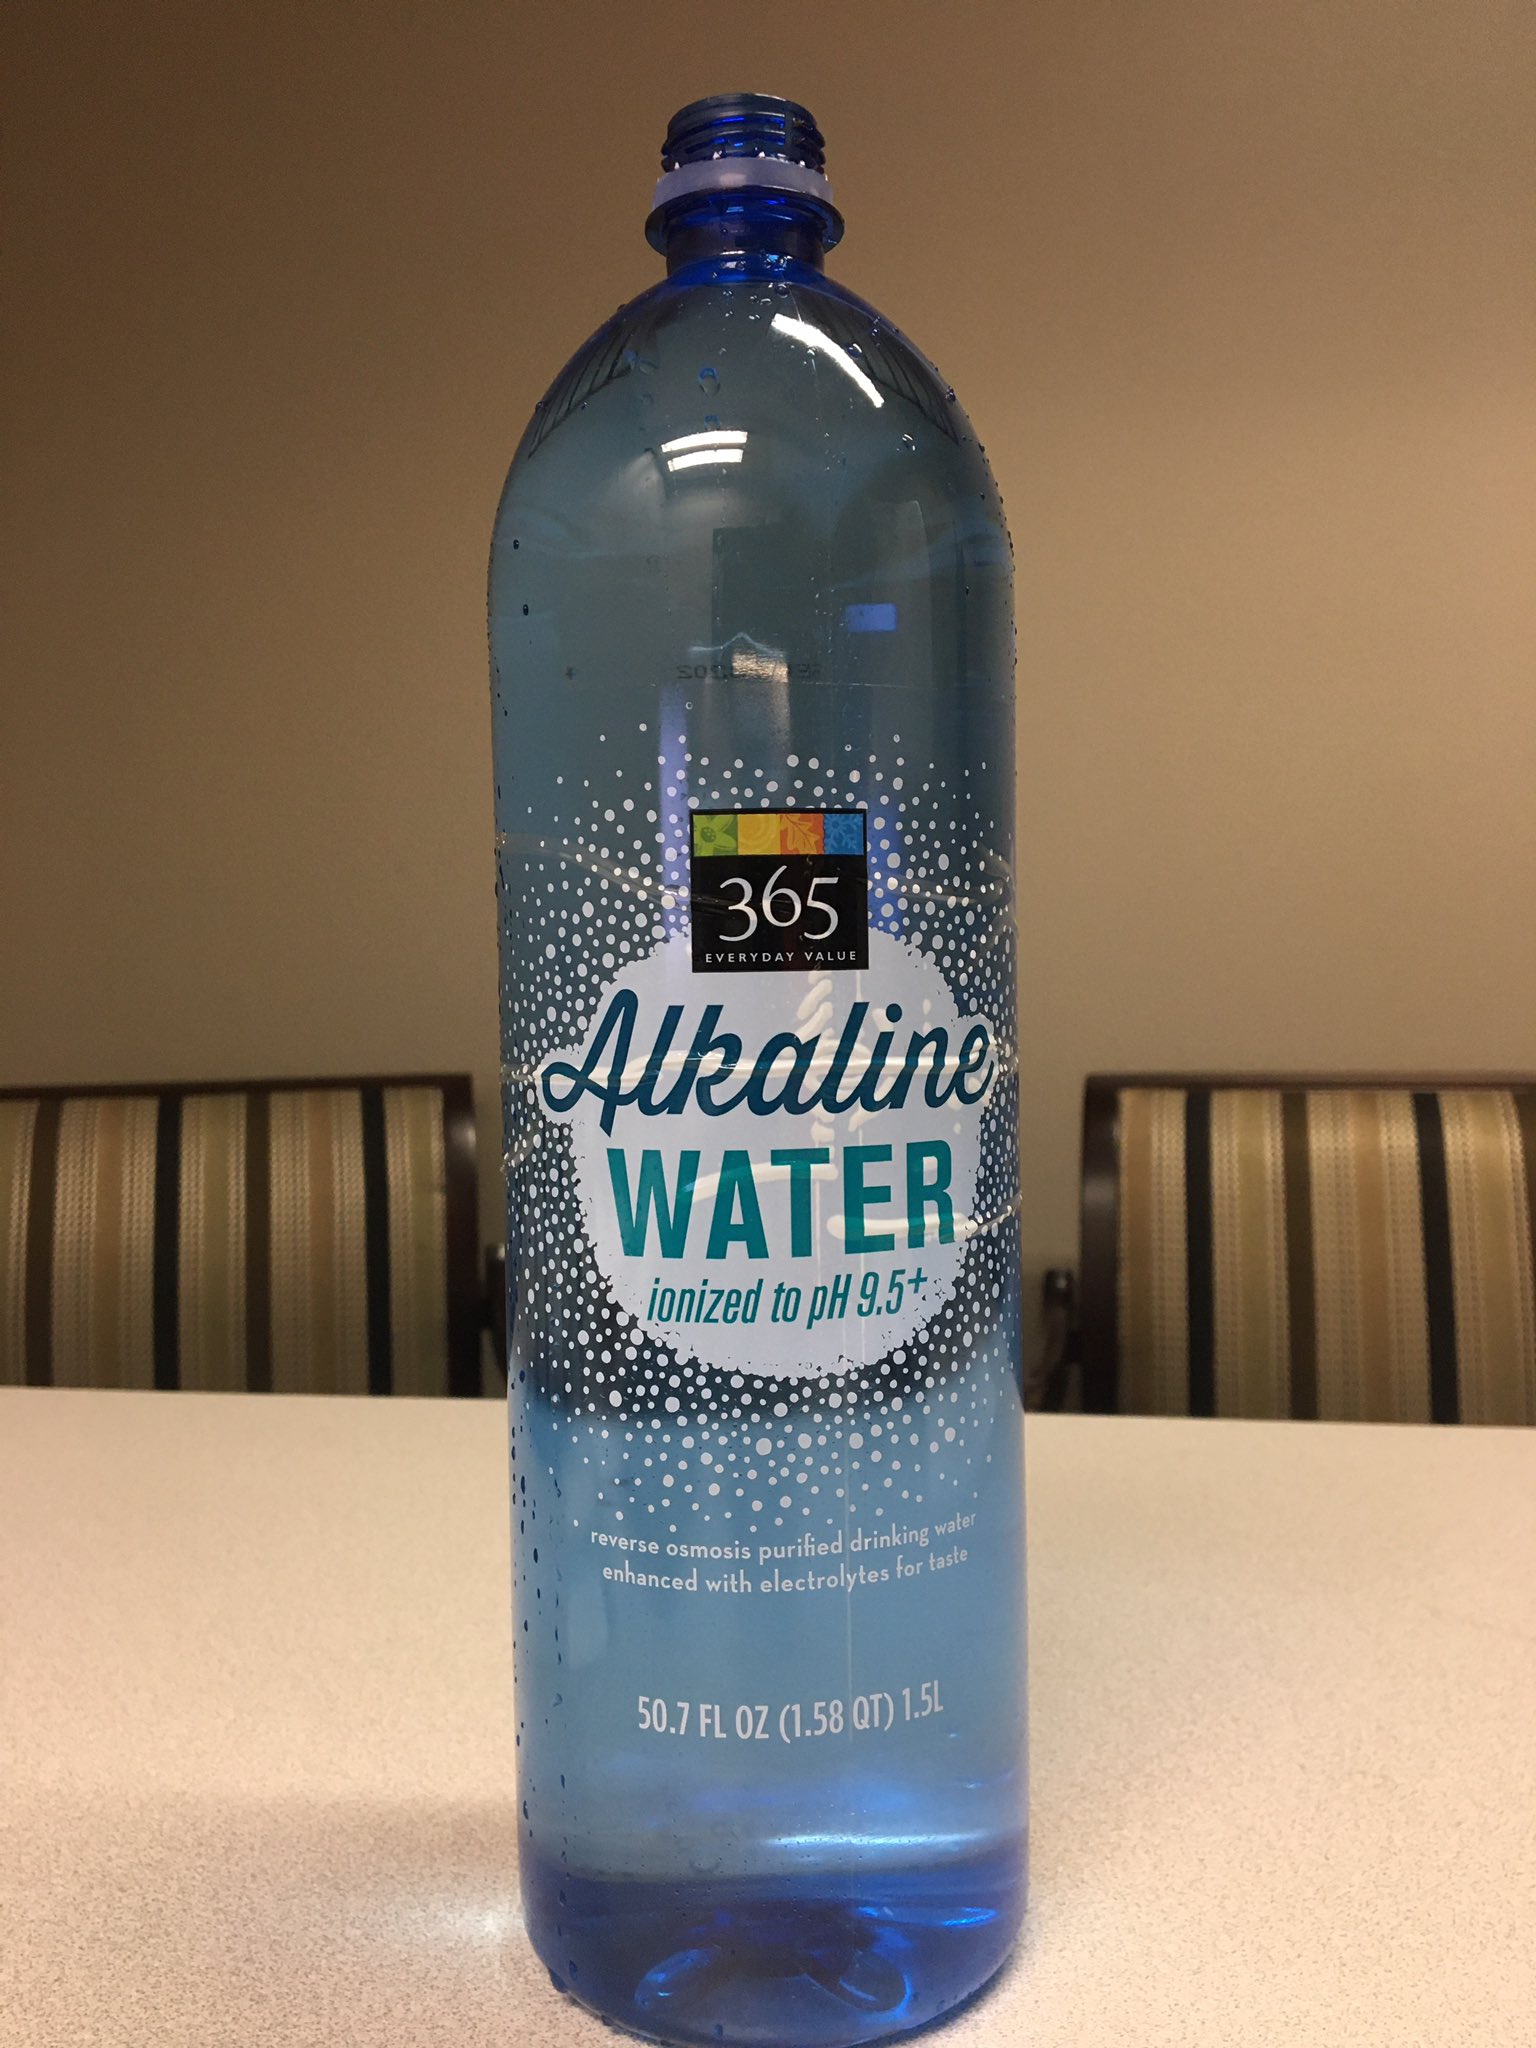 365
EVERYDAY VALUE
Alkaline
WATER
ionized to pH 9.5+
reverse osmosis purified drinking water
enhanced with electrolytes for taste
50.7 FL OZ (1.58 QT) 1.5L